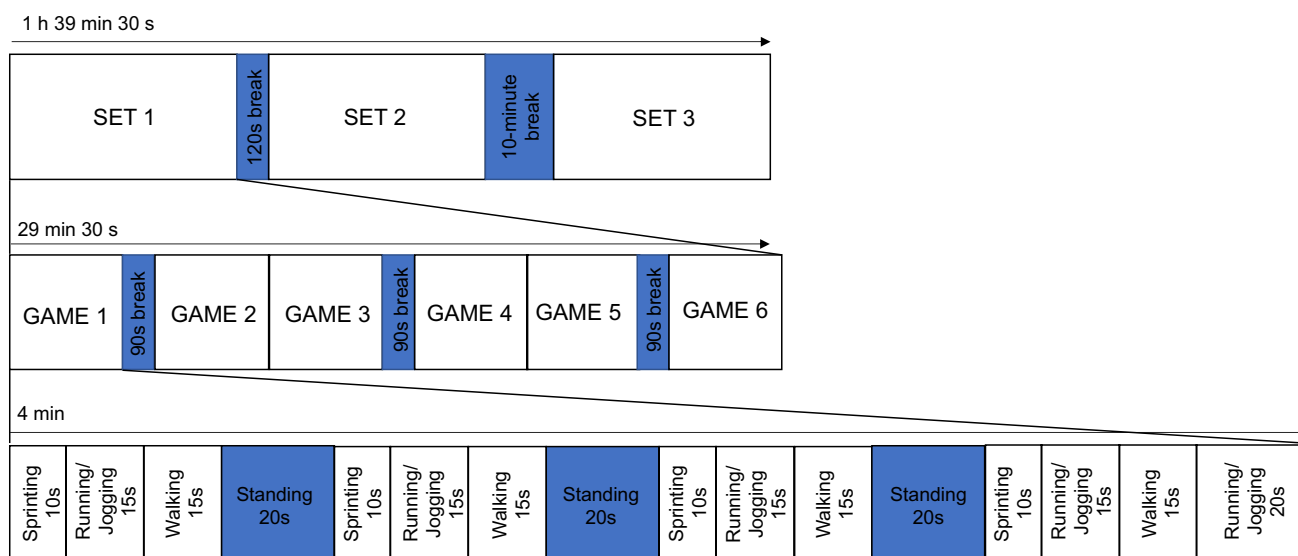 1 h 39 min 30 s
SET 1
120s break
SET 2
10-minute
break
SET 3
29 min 30 s
GAME 1
90s break
GAME 2
GAME 3
90s break
GAME 4
GAME 5
90s break
GAME 6
4 min
Sprinting
10s
Running/
Jogging
15s
Walking
15s
Standing
20s
Sprinting
10s
Running/
Jogging
15s
Walking
15s
Standing
20s
Sprinting
10s
Running/
Jogging
15s
Walking
15s
Standing
20s
Sprinting
10s
Running/
Jogging
15s
Walking
15s
Running/
Jogging
20s